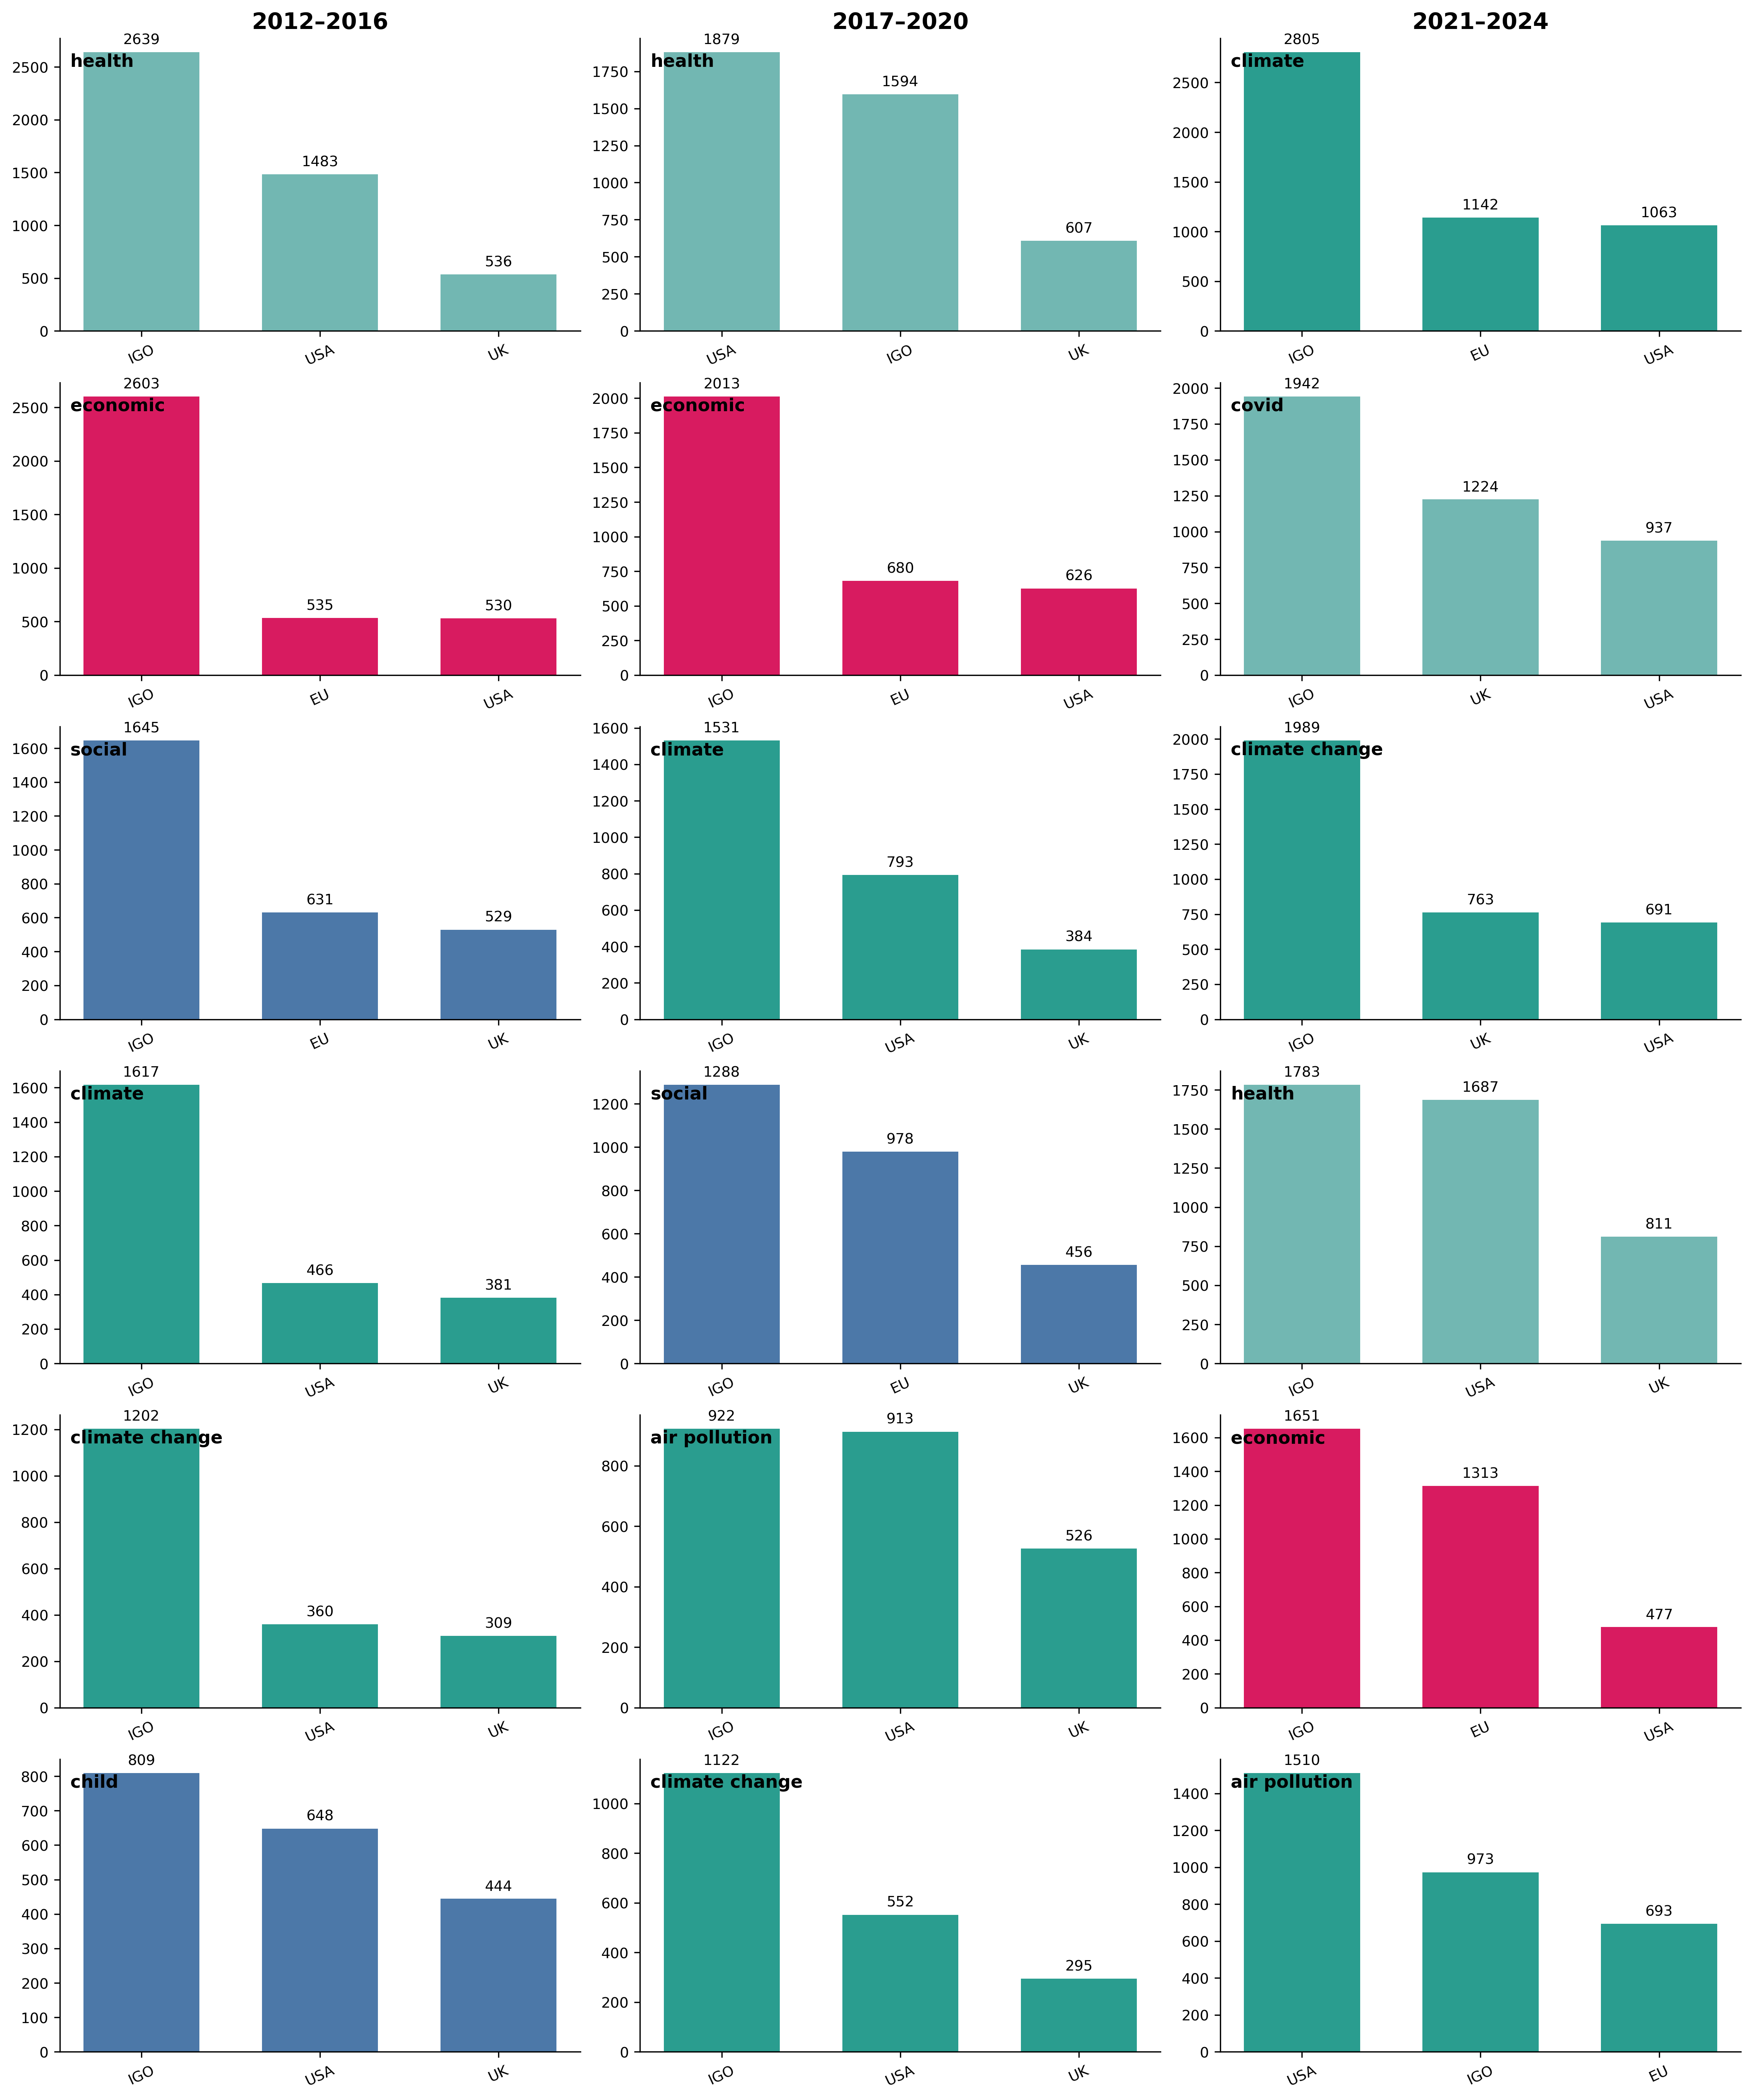 2012–2016
2017–2020
2021–2024
2639
health
2500
2000
1500
1000
500
0
1483
536
IGO
USA
UK
1879
health
1750
1500
1250
1000
750
500
250
0
1594
607
USA
IGO
UK
2805
climate
2500
2000
1500
1000
500
0
1142
1063
IGO
EU
USA
2603
economic
2500
2000
1500
1000
500
0
535
530
IGO
EU
USA
2013
economic
2000
1750
1500
1250
1000
750
500
250
0
680
626
IGO
EU
USA
1942
covid
2000
1750
1500
1250
1000
750
500
250
0
1224
937
IGO
UK
USA
1645
social
1600
1400
1200
1000
800
600
400
200
0
631
529
IGO
EU
UK
1531
climate
1600
1400
1200
1000
800
600
400
200
0
793
384
IGO
USA
UK
1989
climate change
2000
1750
1500
1250
1000
750
500
250
0
763
691
IGO
UK
USA
1617
climate
1600
1400
1200
1000
800
600
400
200
0
466
381
IGO
USA
UK
1288
social
1200
1000
800
600
400
200
0
978
456
IGO
EU
UK
1783
health
1750
1500
1250
1000
750
500
250
0
1687
811
IGO
USA
UK
1202
climate change
1200
1000
800
600
400
200
0
360
309
IGO
USA
UK
922
air pollution
800
600
400
200
0
913
526
IGO
USA
UK
1651
economic
1600
1400
1200
1000
800
600
400
200
0
1313
477
IGO
EU
USA
809
child
800
700
600
500
400
300
200
100
0
648
444
IGO
USA
UK
1122
climate change
1000
800
600
400
200
0
552
295
IGO
USA
UK
1510
air pollution
1400
1200
1000
800
600
400
200
0
973
693
USA
IGO
EU